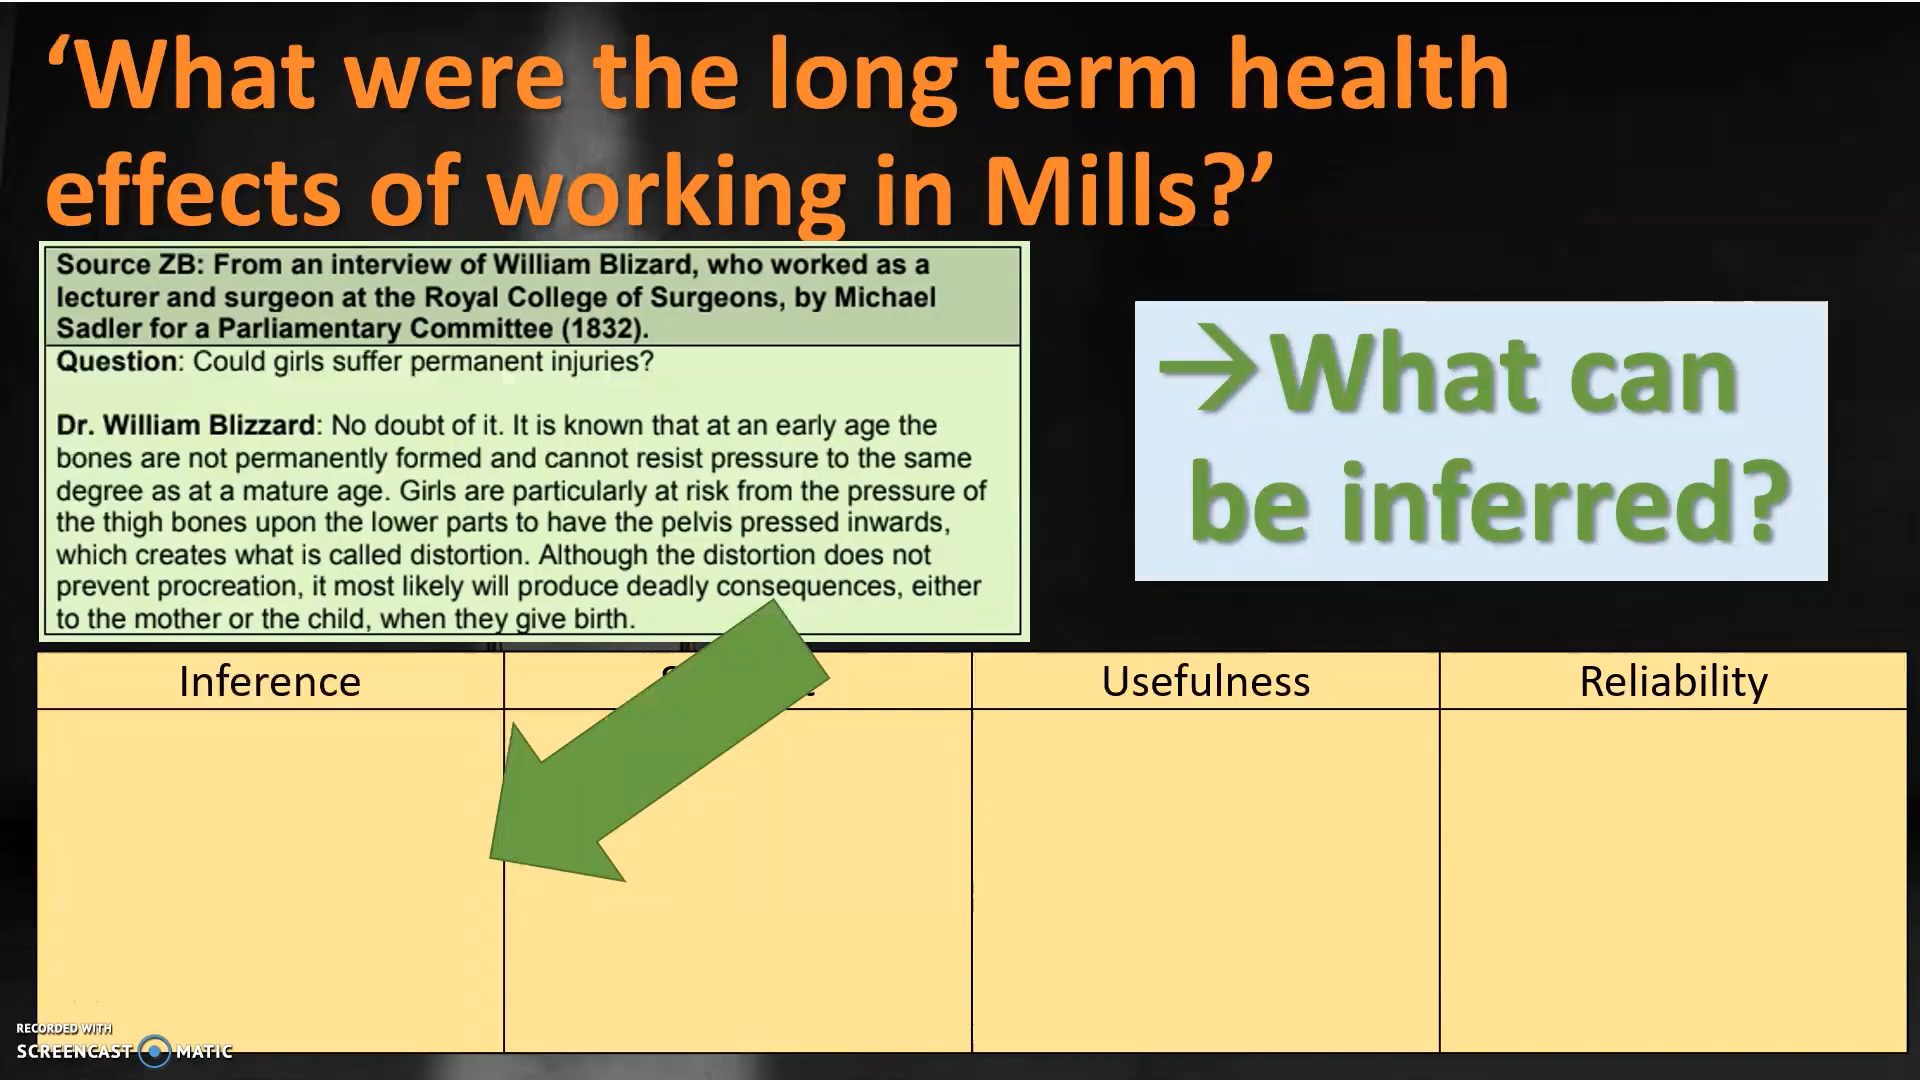 ‘What were the long term health
effects of working in Mills?’
Source ZB: From an interview of William Blizard, who worked as a
lecturer and surgeon at the Royal College of Surgeons, by Michael
Sadler for a Parliamentary Committee (1832).
Question: Could girls suffer permanent injuries?
Dr. William Blizzard: No doubt of it. It is known that at an early age the
bones are not permanently formed and cannot resist pressure to the same
degree as at a mature age. Girls are particularly at risk from the pressure of
the thigh bones upon the lower parts to have the pelvis pressed inwards,
which creates what is called distortion. Although the distortion does not
prevent procreation, it most likely will produce deadly consequences, either
to the mother or the child, when they give birth.
→What can
be inferred?
Inference
Usefulness
Reliability
RECORDED WITH
SCREENCAST MATIC